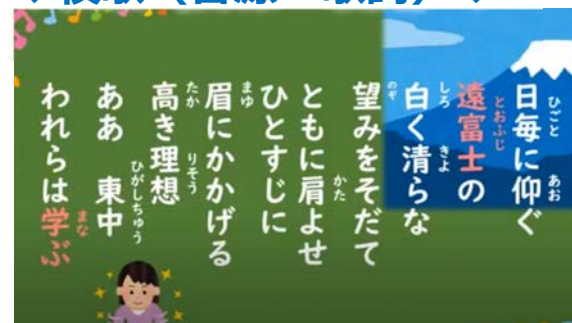 日毎に仰ぐ
遠富士の
白く清らな
望みをそだて
ともに肩よせ
ひとすじに
眉にかかげる
高き理想
ああ 東中
われらは学ぶ